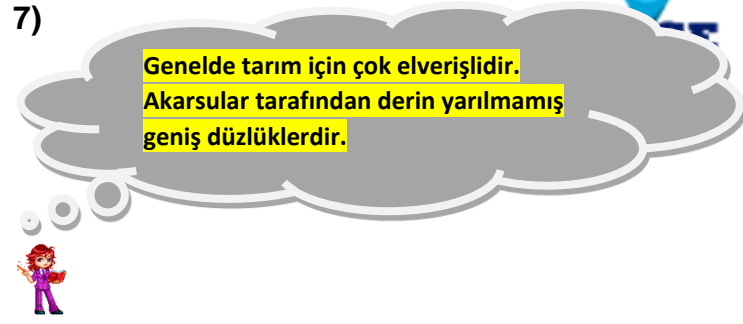 7)
Genelde tarım için çok elverişlidir.
Akarsular tarafından derin yarılmamış
geniş düzlüklerdir.